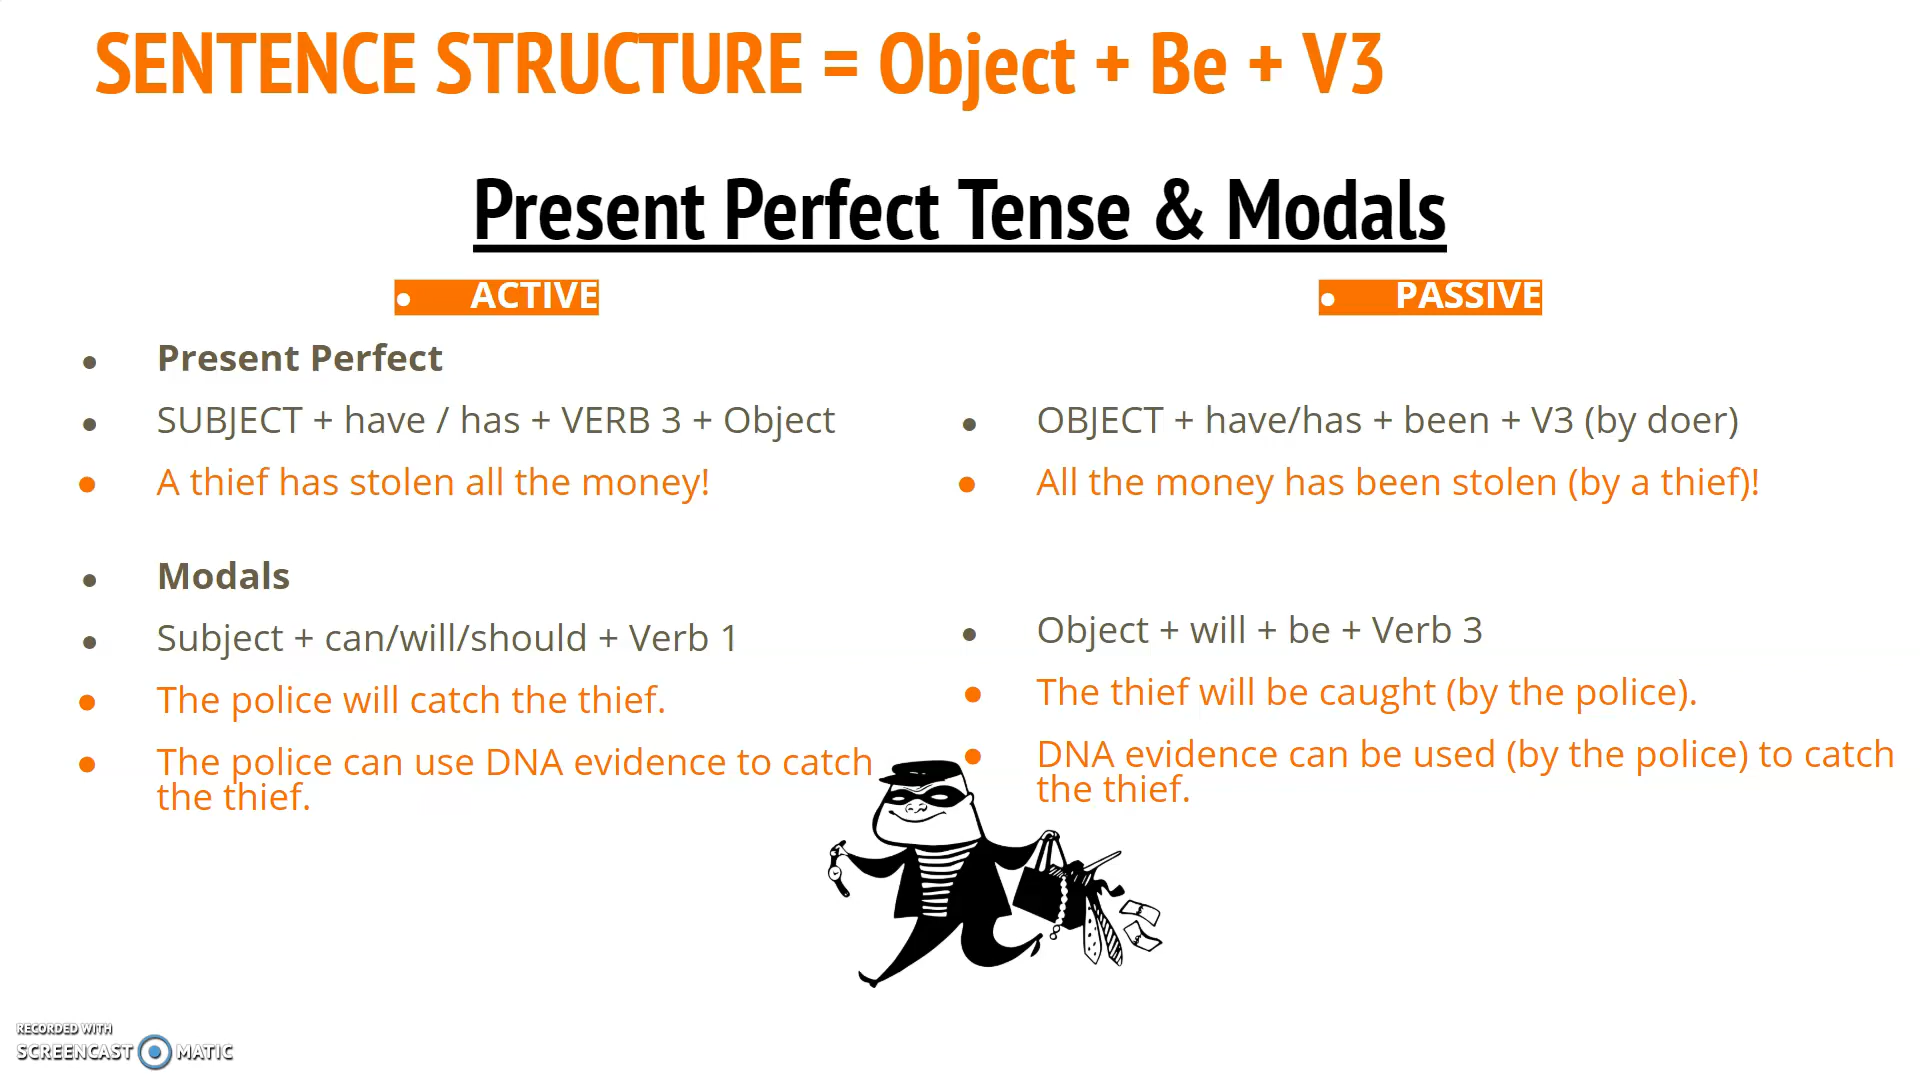 SENTENCE STRUCTURE = Object + Be + V3
Present Perfect Tense & Modals
• ACTIVE
• Present Perfect
• SUBJECT + have / has + VERB 3 + Object
• A thief has stolen all the money!
• Modals
• Subject + can/will/should + Verb 1
• The police will catch the thief.
• The police can use DNA evidence to catch
the thief.
• PASSIVE
• OBJECT + have/has + been + V3 (by doer)
• All the money has been stolen (by a thief)!
• Object + will + be + Verb 3
• The thief will be caught (by the police).
• DNA evidence can be used (by the police) to catch
the thief.
RECORDED WITH
SCREENCAST MATIC